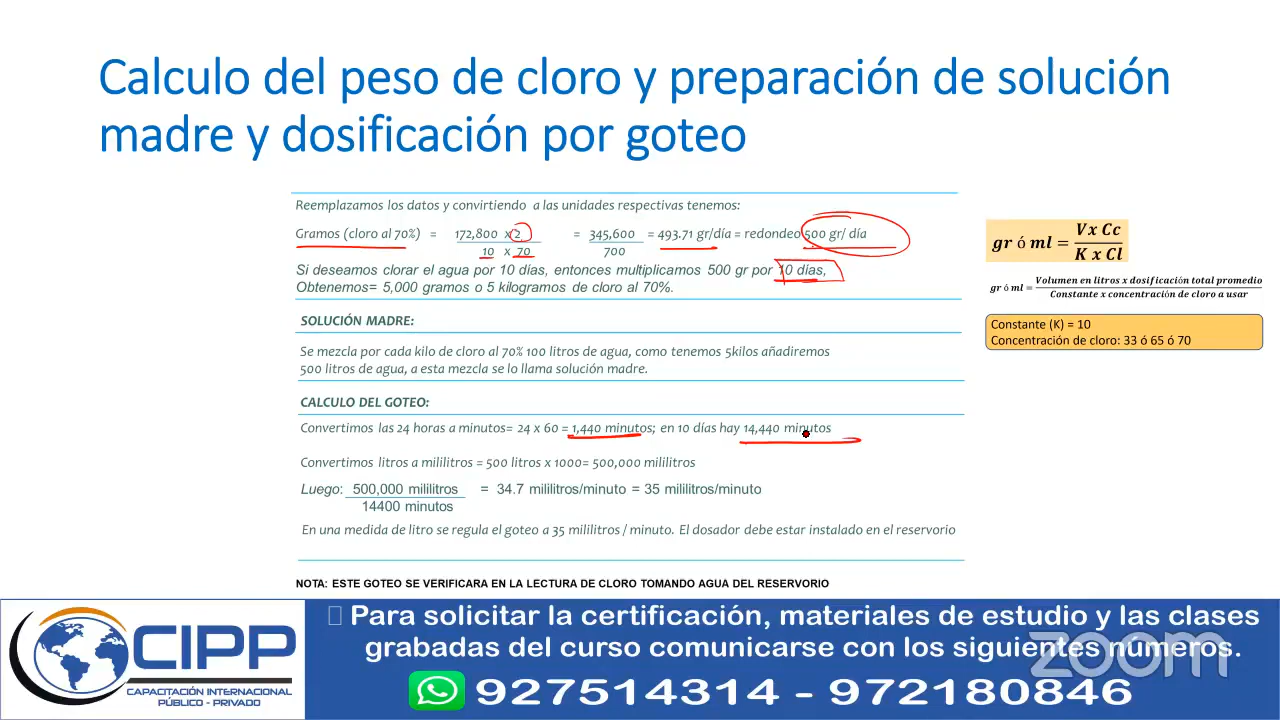 Calculo del peso de cloro y preparación de solución
madre y dosificación por goteo
Reemplazamos los datos y convirtiendo a las unidades respectivas tenemos:
Gramos (cloro al 70%) = 172,800 x 2 = 345,600 = 493.71 gr/día = redondeo 500 gr/ día
10 x 70 700
Si deseamos clorar el agua por 10 días, entonces multiplicamos 500 gr por 10 días,
Obtenemos= 5,000 gramos o 5 kilogramos de cloro al 70%.
SOLUCIÓN MADRE:
Se mezcla por cada kilo de cloro al 70% 100 litros de agua, como tenemos 5kilos añadiremos
500 litros de agua, a esta mezcla se lo llama solución madre.
CALCULO DEL GOTEO:
Convertimos las 24 horas a minutos= 24 x 60 = 1,440 minutos; en 10 días hay 14,440 minutos
Convertimos litros a mililitros = 500 litros x 1000= 500,000 mililitros
Luego: 500,000 mililitros = 34.7 mililitros/minuto = 35 mililitros/minuto
14400 minutos
En una medida de litro se regula el goteo a 35 mililitros / minuto. El dosador debe estar instalado en el reservorio
NOTA: ESTE GOTEO SE VERIFICARA EN LA LECTURA DE CLORO TOMANDO AGUA DEL RESERVORIO
gr ó ml = V x Cc
K x Cl
gr ó ml = Volumen en litros x dosificación total promedio
Constante x concentración de cloro a usar
Constante (K) = 10
Concentración de cloro: 33 ó 65 ó 70
CIPP
CAPACITACIÓN INTERNACIONAL
PÚBLICO - PRIVADO
Para solicitar la certificación, materiales de estudio y las clases
grabadas del curso comunicarse con los siguientes números.
927514314 - 972180846
zoom